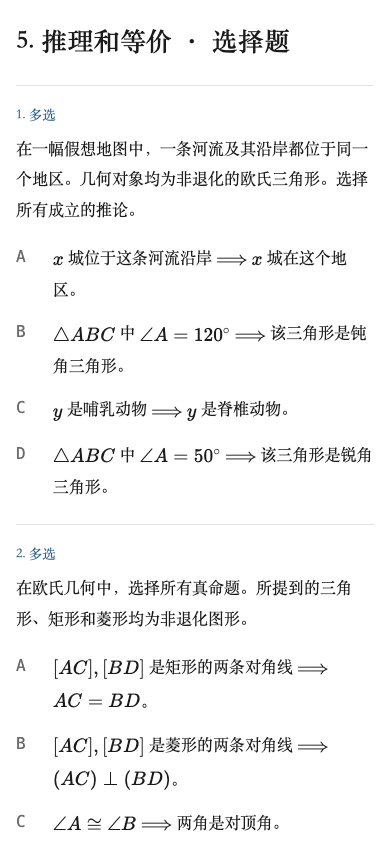 5. 推理和等价 · 选择题
1. 多选
在一幅假想地图中，一条河流及其沿岸都位于同一
个地区。几何对象均为非退化的欧氏三角形。选择
所有成立的推论。
A x 城位于这条河流沿岸 ⟹ x 城在这个地
区。
B △ABC 中 ∠A = 120° ⟹ 该三角形是钝
角三角形。
C y 是哺乳动物 ⟹ y 是脊椎动物。
D △ABC 中 ∠A = 50° ⟹ 该三角形是锐角
三角形。
2. 多选
在欧氏几何中，选择所有真命题。所提到的三角
形、矩形和菱形均为非退化图形。
A [AC], [BD] 是矩形的两条对角线 ⟹
AC = BD。
B [AC], [BD] 是菱形的两条对角线 ⟹
(AC) ⊥ (BD)。
C ∠A ≅ ∠B ⟹ 两角是对顶角。